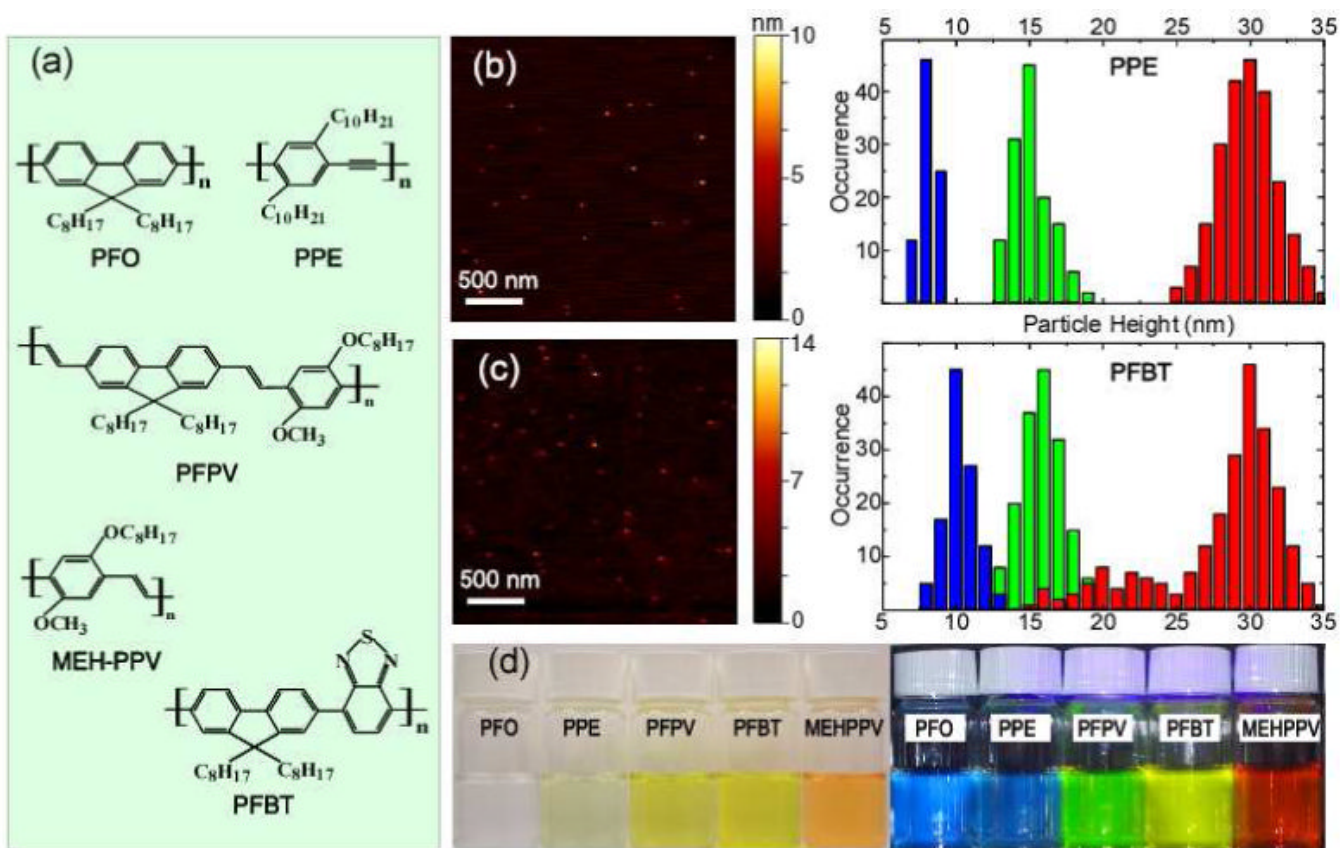 (a)
C₁₀H₂₁
n
n
C₈H₁₇ C₈H₁₇
C₁₀H₂₁
PFO PPE
OC₈H₁₇
n
C₈H₁₇ C₈H₁₇
OCH₃
PFPV
OC₈H₁₇
n
OCH₃
MEH-PPV
S
N N
n
C₈H₁₇ C₈H₁₇
PFBT
nm
10
(b)
5
500 nm
0
14
(c)
7
500 nm
0
5 10 15 20 25 30 35
PPE
40
30
20
10
Occurrence
Particle Height (nm)
PFBT
40
30
20
10
Occurrence
5 10 15 20 25 30 35
(d)
PFO PPE PFPV PFBT MEHPPV
PFO PPE PFPV PFBT MEHPPV